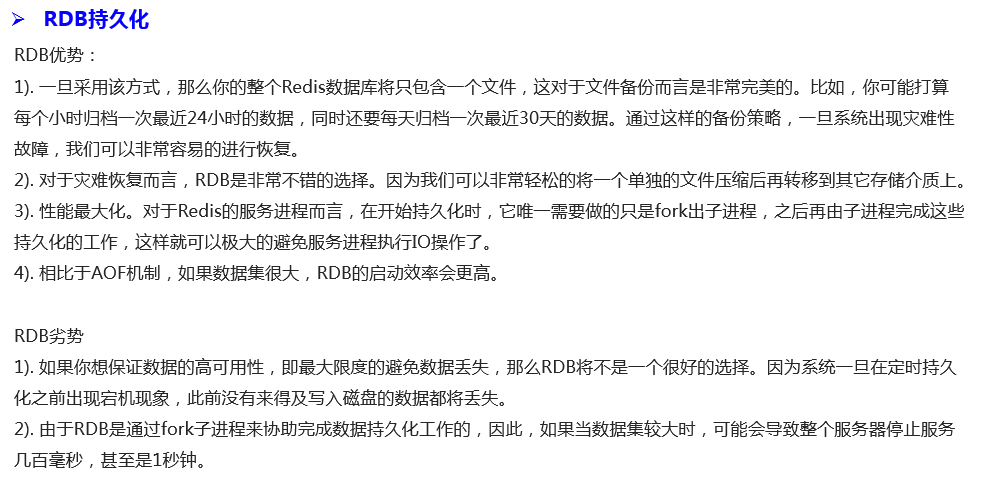 ➢ RDB持久化
RDB优势：
1). 一旦采用该方式，那么你的整个Redis数据库将只包含一个文件，这对于文件备份而言是非常完美的。比如，你可能打算
每个小时归档一次最近24小时的数据，同时还要每天归档一次最近30天的数据。通过这样的备份策略，一旦系统出现灾难性
故障，我们可以非常容易的进行恢复。
2). 对于灾难恢复而言，RDB是非常不错的选择。因为我们可以非常轻松的将一个单独的文件压缩后再转移到其它存储介质上。
3). 性能最大化。对于Redis的服务进程而言，在开始持久化时，它唯一需要做的只是fork出子进程，之后再由子进程完成这些
持久化的工作，这样就可以极大的避免服务进程执行IO操作了。
4). 相比于AOF机制，如果数据集很大，RDB的启动效率会更高。
RDB劣势
1). 如果你想保证数据的高可用性，即最大限度的避免数据丢失，那么RDB将不是一个很好的选择。因为系统一旦在定时持久
化之前出现宕机现象，此前没有来得及写入磁盘的数据都将丢失。
2). 由于RDB是通过fork子进程来协助完成数据持久化工作的，因此，如果当数据集较大时，可能会导致整个服务器停止服务
几百毫秒，甚至是1秒钟。